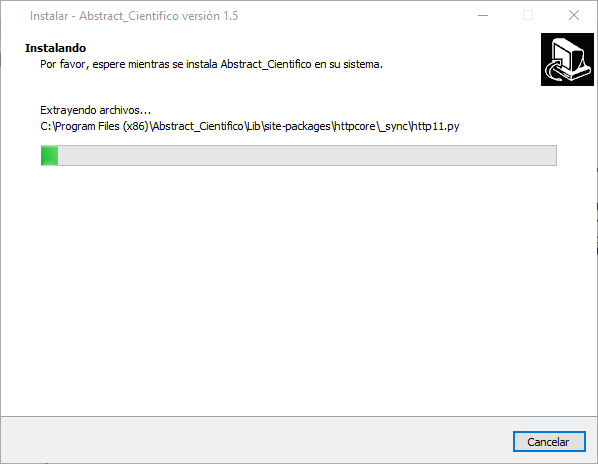 Instalar - Abstract_Cientifico versión 1.5
Instalando
Por favor, espere mientras se instala Abstract_Cientifico en su sistema.
Extrayendo archivos...
C:\Program Files (x86)\Abstract_Cientifico\Lib\site-packages\httpcore\_sync\http11.py
Cancelar